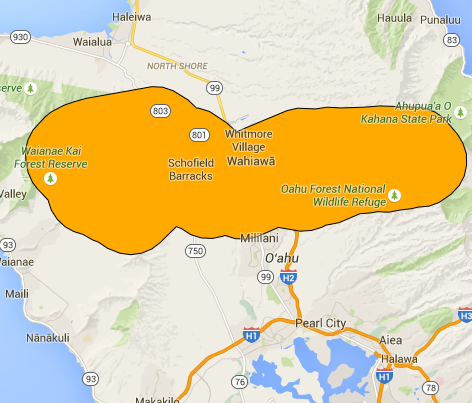 Haleiwa
Hauula
Punaluu
930
Waialua
83
NORTH SHORE
erve
99
803
Ahupua'a O
Kahana State Park
801
Whitmore
Village
Wahiawā
Waianae Kai
Forest Reserve
Schofield
Barracks
Oahu Forest National
Wildlife Refuge
Valley
93
aianae
750
Mililani
O'ahu
99
H2
Maili
Pearl City
H3
Nānākuli
H1
Aiea
Halawa
93
76
H1
78
Makakilo